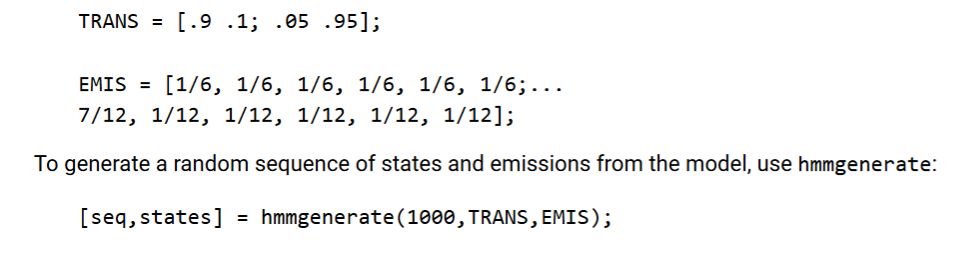 TRANS = [.9 .1; .05 .95];
EMIS = [1/6, 1/6, 1/6, 1/6, 1/6, 1/6;...
7/12, 1/12, 1/12, 1/12, 1/12, 1/12];
To generate a random sequence of states and emissions from the model, use hmmgenerate:
[seq,states] = hmmgenerate(1000,TRANS,EMIS);